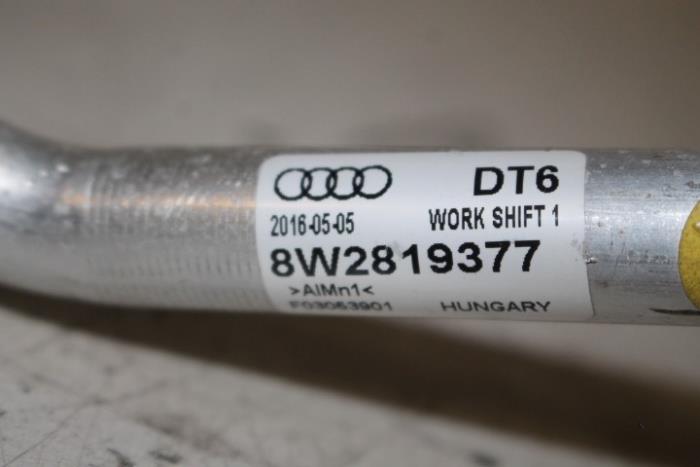 DT6
2016-05-05 WORK SHIFT 1
8W2819377
>AlMn1<
F03063901 HUNGARY